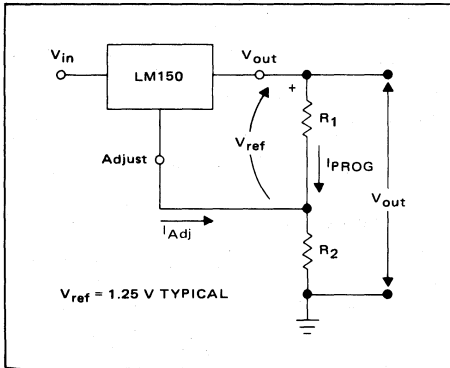 Vin
LM150
Vout
+
R1
Vref
Adjust
IPROG
Vout
IAdj
R2
Vref = 1.25 V TYPICAL